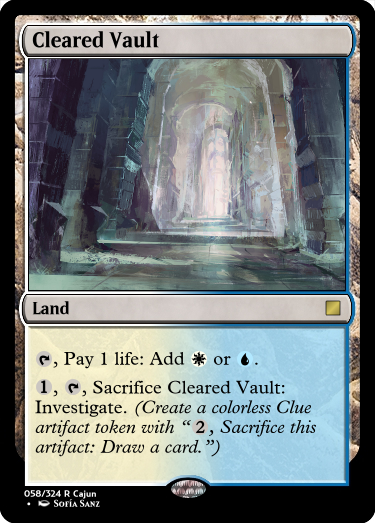 Cleared Vault
Land
, Pay 1 life: Add or .
1, , Sacrifice Cleared Vault:
Investigate. (Create a colorless Clue
artifact token with “2, Sacrifice this
artifact: Draw a card.”)
058/324 R Cajun
• Sofía Sanz